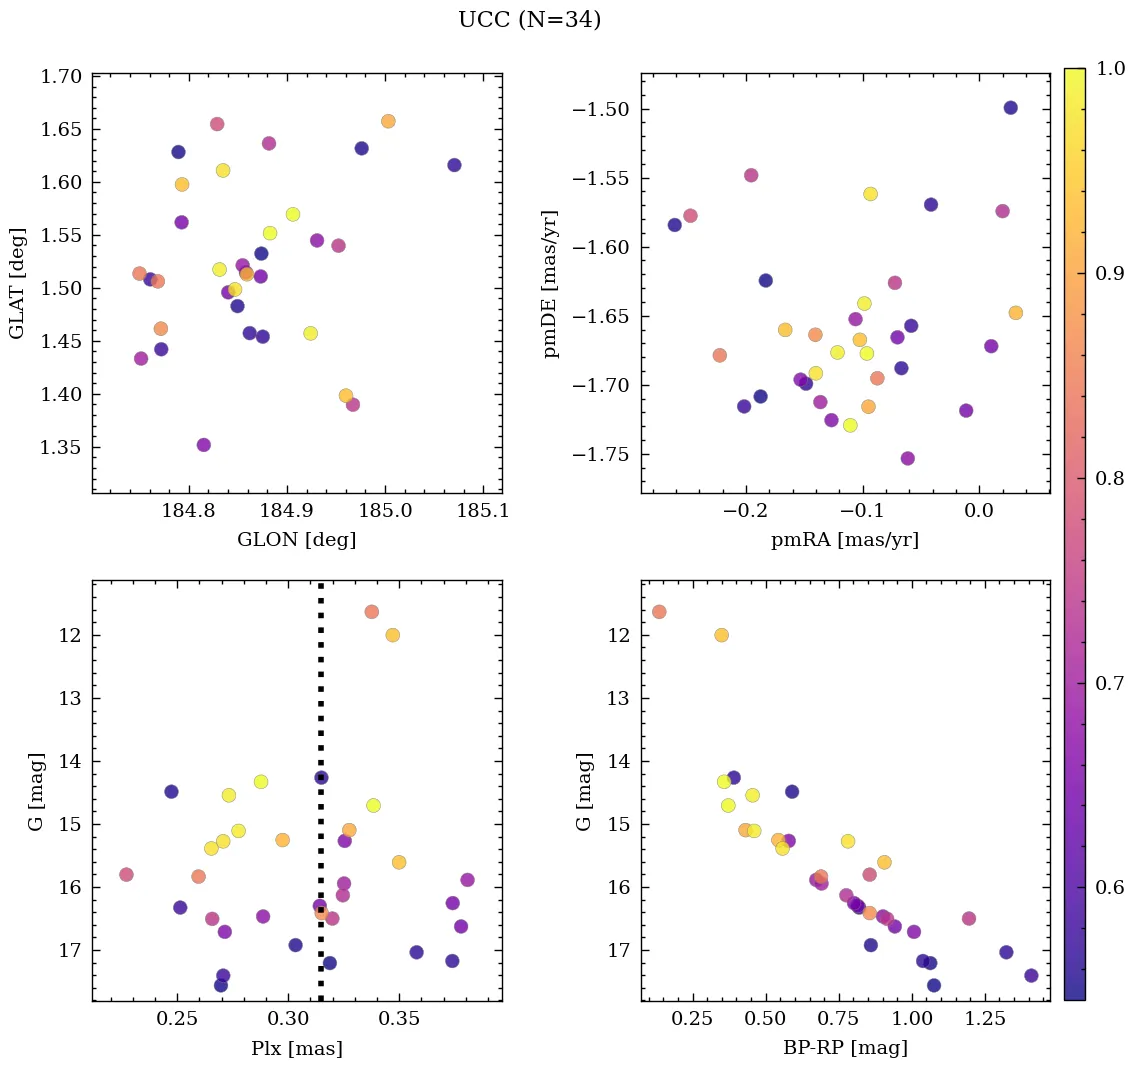 UCC (N=34)
1.70
1.65
1.60
1.55
1.50
1.45
1.40
1.35
GLAT [deg]
184.8 184.9 185.0 185.1
GLON [deg]
−1.50
−1.55
−1.60
−1.65
−1.70
−1.75
pmDE [mas/yr]
−0.2 −0.1 0.0
pmRA [mas/yr]
12
13
14
15
16
17
G [mag]
0.25 0.30 0.35
Plx [mas]
12
13
14
15
16
17
G [mag]
0.25 0.50 0.75 1.00 1.25
BP-RP [mag]
1.0
0.9
0.8
0.7
0.6